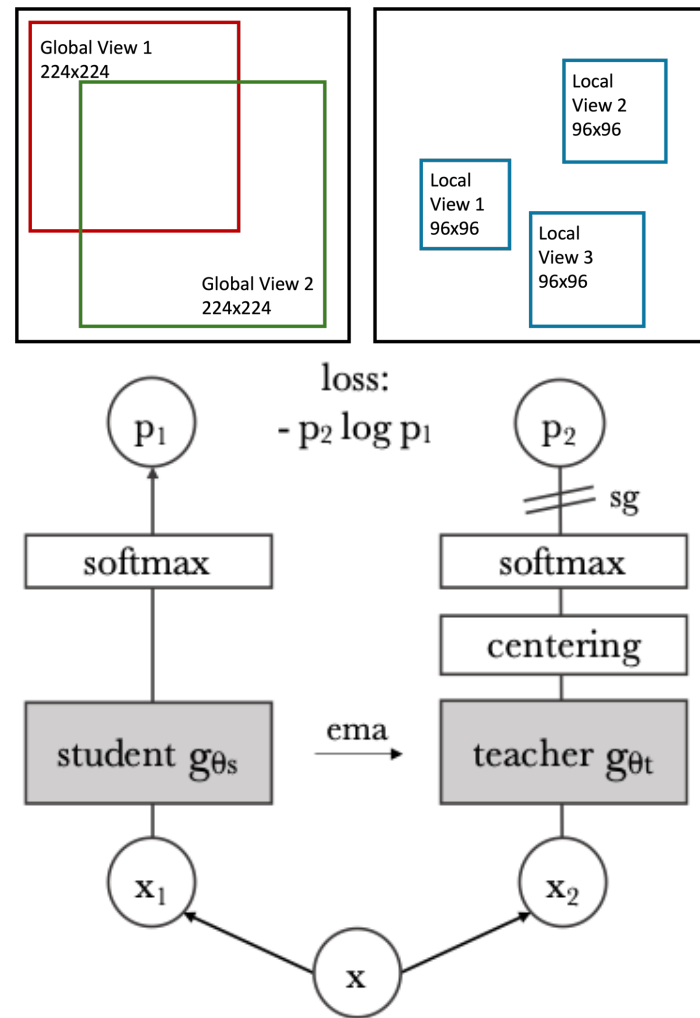 Global View 1
224x224
Global View 2
224x224
Local
View 2
96x96
Local
View 1
96x96
Local
View 3
96x96
loss:
- p₂ log p₁
p₁
p₂
sg
softmax
softmax
centering
student gθs
ema
teacher gθt
x₁
x₂
x